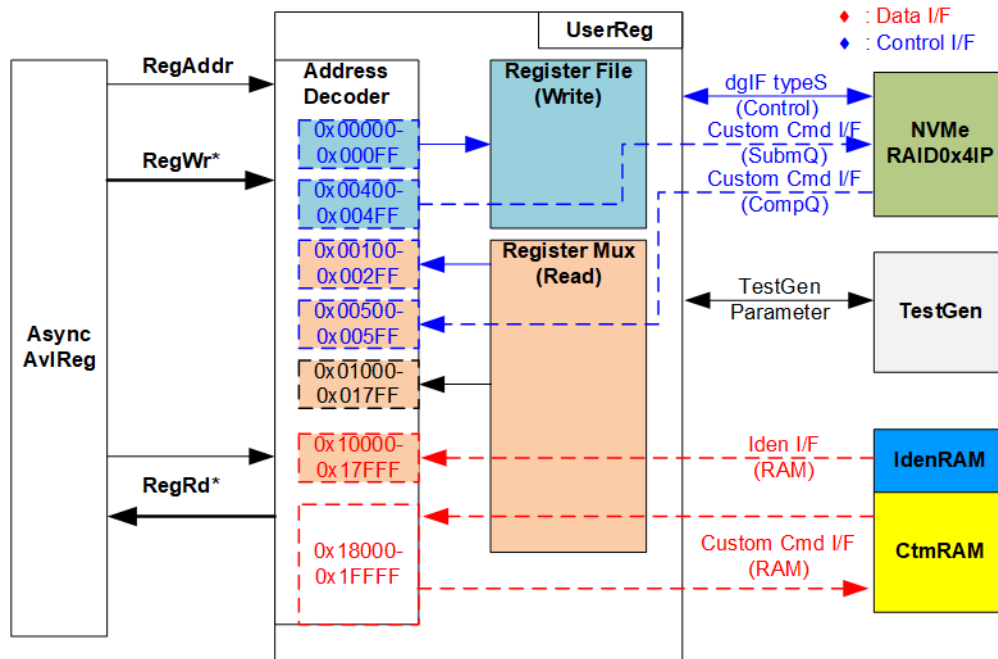 ♦ : Data I/F
♦ : Control I/F
UserReg
RegAddr
RegWr*
Async
AvlReg
RegRd*
Address
Decoder
0x00000-
0x000FF
0x00400-
0x004FF
0x00100-
0x002FF
0x00500-
0x005FF
0x01000-
0x017FF
0x10000-
0x17FFF
0x18000-
0x1FFFF
Register File
(Write)
Register Mux
(Read)
dgIF typeS
(Control)
Custom Cmd I/F
(SubmQ)
Custom Cmd I/F
(CompQ)
TestGen
Parameter
Iden I/F
(RAM)
Custom Cmd I/F
(RAM)
NVMe
RAID0x4IP
TestGen
IdenRAM
CtmRAM